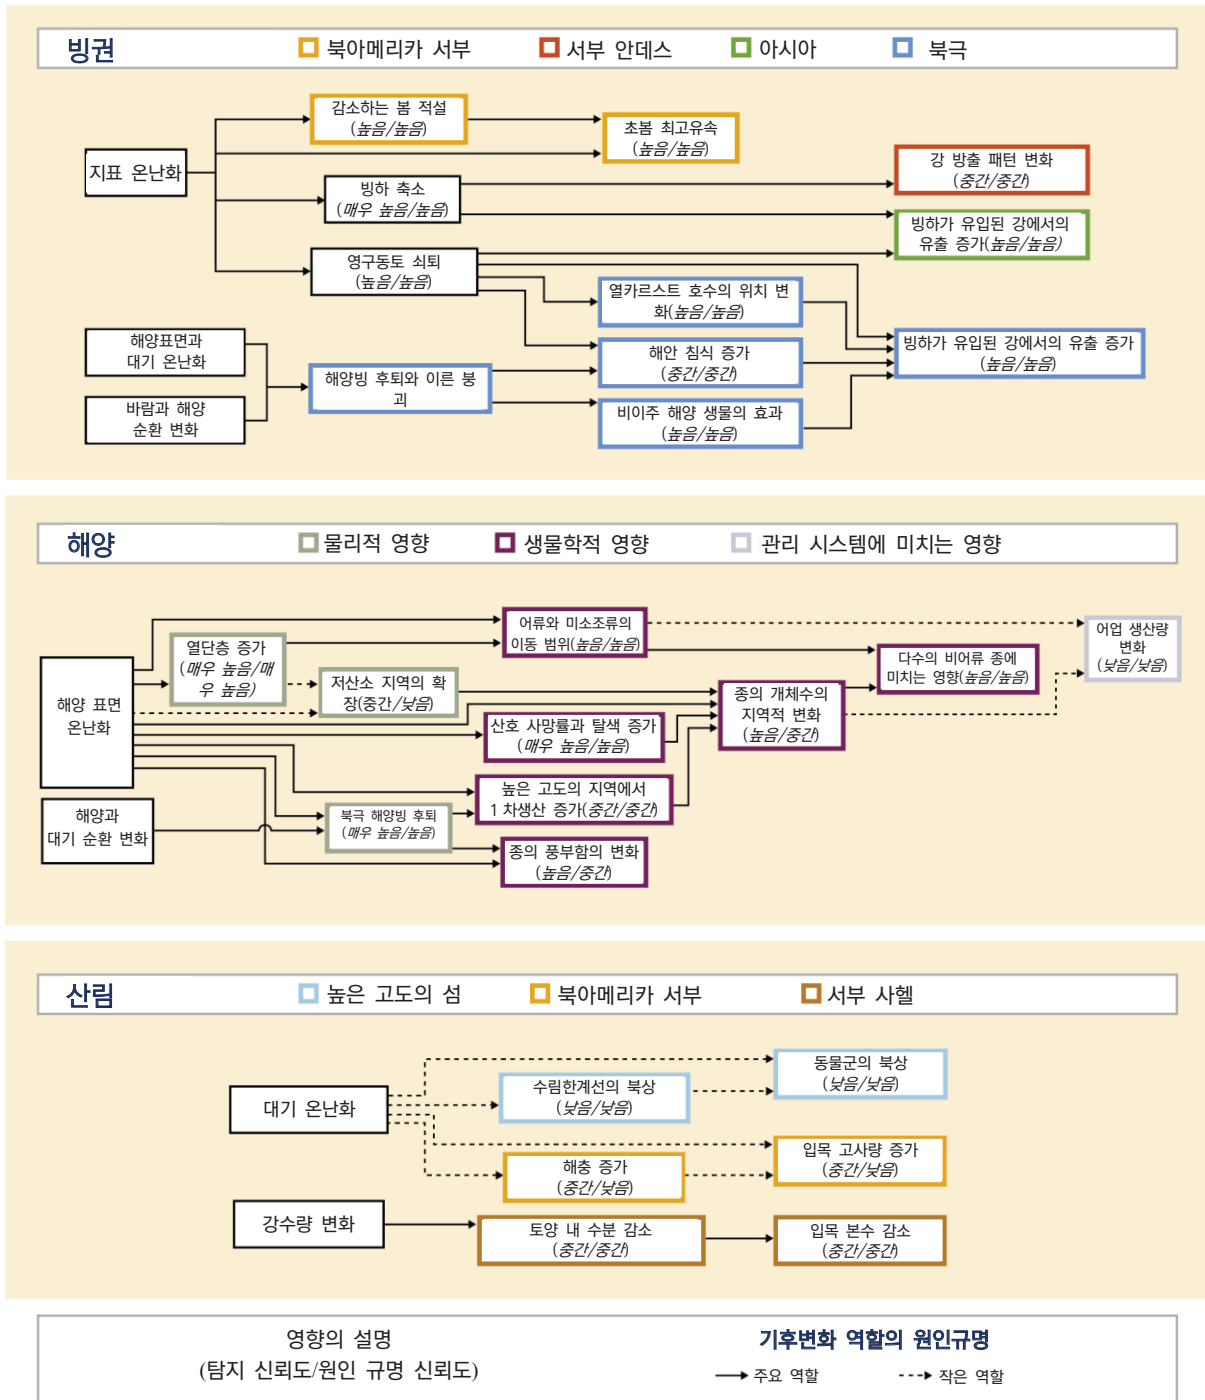 빙권
북아메리카 서부
서부 안데스
아시아
북극
감소하는 봄 적설
(높음/높음)
초봄 최고유속
(높음/높음)
지표 온난화
빙하 축소
(매우 높음/높음)
강 방출 패턴 변화
(중간/중간)
빙하가 유입된 강에서의
유출 증가(높음/높음)
영구동토 쇠퇴
(높음/높음)
열카르스트 호수의 위치 변
화(높음/높음)
해양표면과
대기 온난화
해안 침식 증가
(중간/중간)
빙하가 유입된 강에서의 유출 증가
(높음/높음)
해양빙 후퇴와 이른 붕
괴
바람과 해양
순환 변화
비이주 해양 생물의 효과
(높음/높음)
해양
물리적 영향
생물학적 영향
관리 시스템에 미치는 영향
어류와 미소조류의
이동 범위(높음/높음)
어업 생산량
변화
(낮음/낮음)
열단층 증가
(매우 높음/매
우 높음)
다수의 비어류 종에
미치는 영향(높음/높음)
저산소 지역의 확
장(중간/낮음)
해양 표면
온난화
종의 개체수의
지역적 변화
(높음/중간)
산호 사망률과 탈색 증가
(매우 높음/높음)
높은 고도의 지역에서
1 차생산 증가(중간/중간)
해양과
대기 순환 변화
북극 해양빙 후퇴
(매우 높음/높음)
종의 풍부함의 변화
(높음/중간)
산림
높은 고도의 섬
북아메리카 서부
서부 사헬
동물군의 북상
(낮음/낮음)
수림한계선의 북상
(낮음/낮음)
대기 온난화
입목 고사량 증가
(중간/낮음)
해충 증가
(중간/낮음)
강수량 변화
토양 내 수분 감소
(중간/중간)
입목 본수 감소
(중간/중간)
영향의 설명
(탐지 신뢰도/원인 규명 신뢰도)
기후변화 역할의 원인규명
주요 역할
작은 역할